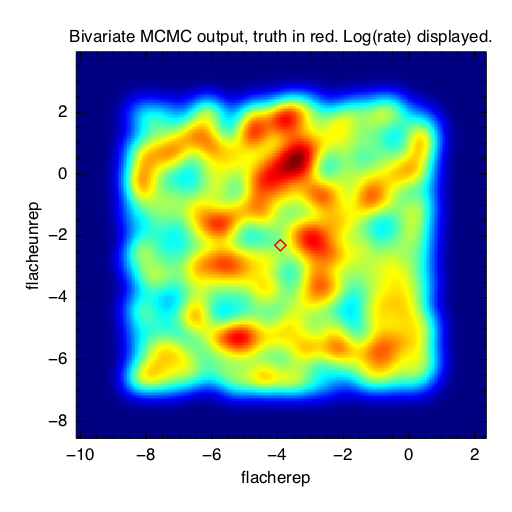 Bivariate MCMC output, truth in red. Log(rate) displayed.
2
0
−2
−4
−6
−8
flacheunrep
−10 −8 −6 −4 −2 0 2
flacherep